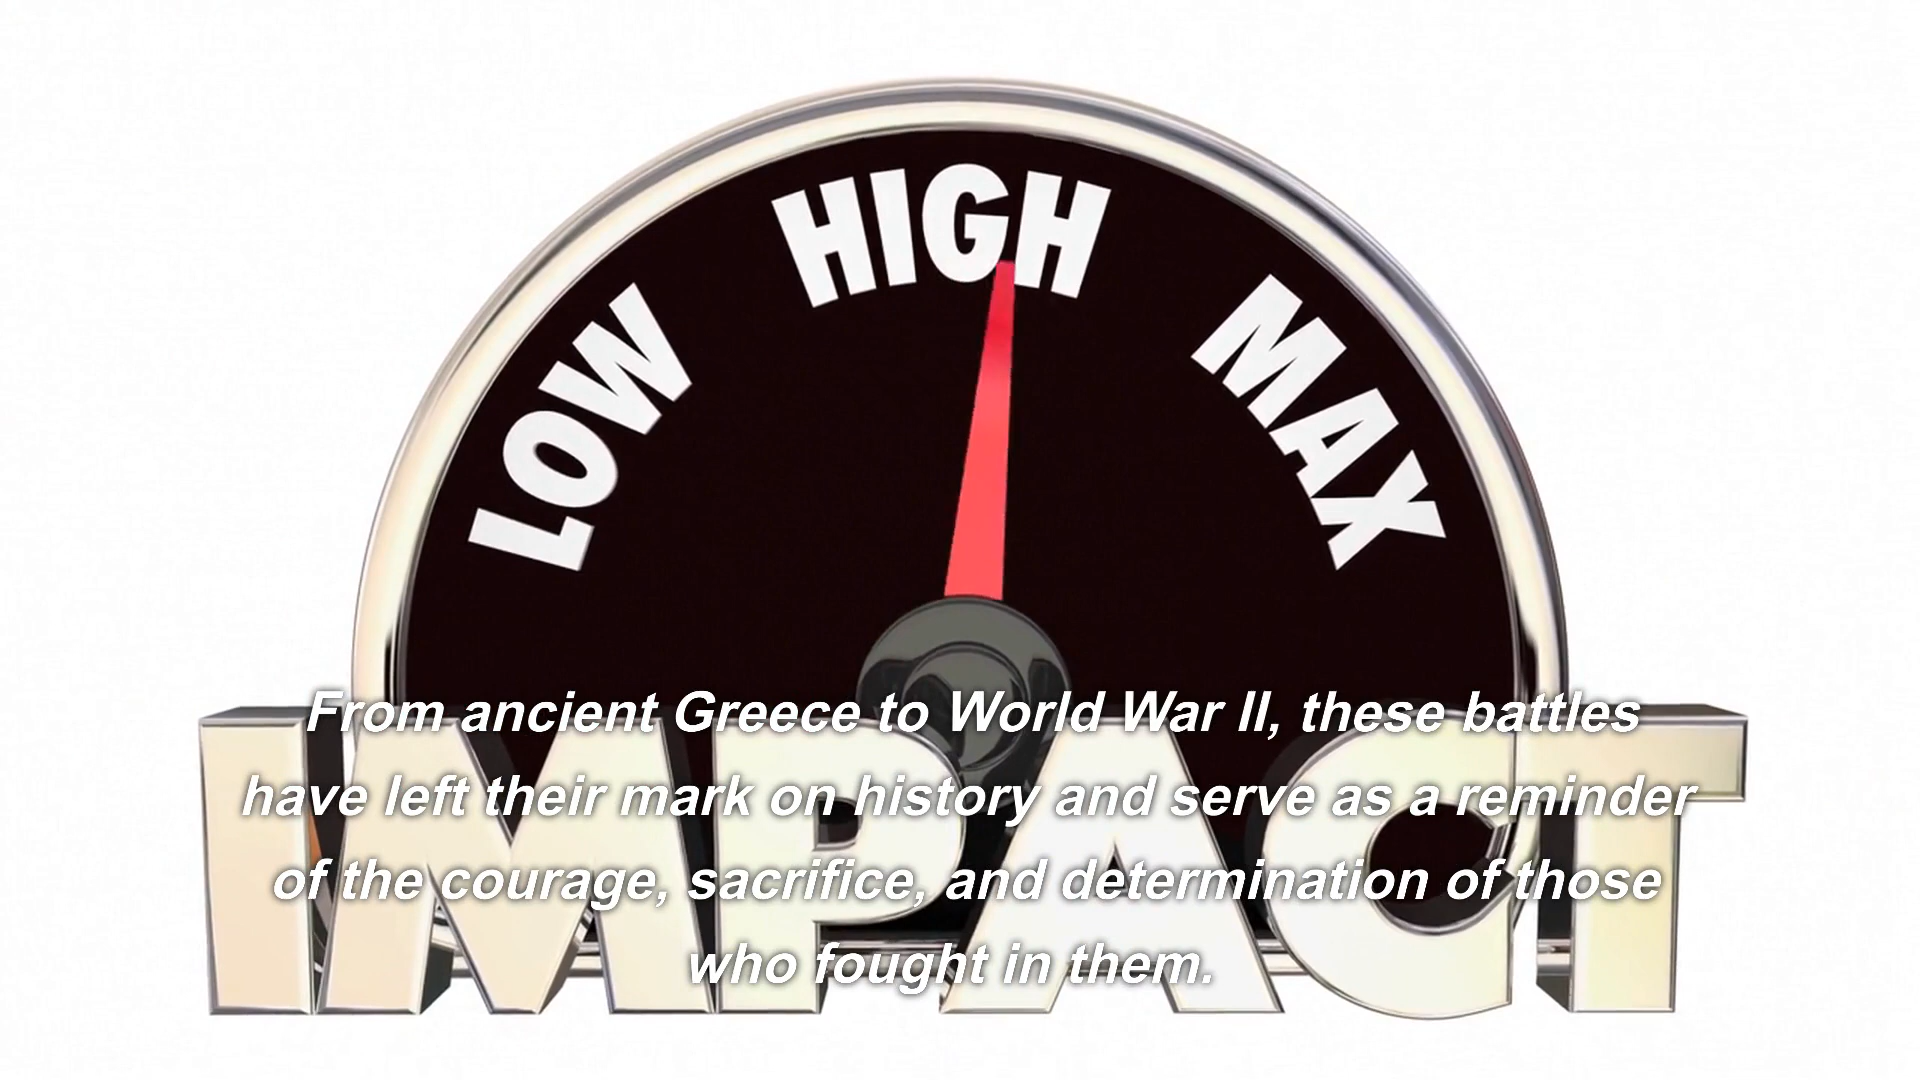 LOW HIGH MAX
IMPACT
From ancient Greece to World War II, these battles
have left their mark on history and serve as a reminder
of the courage, sacrifice, and determination of those
who fought in them.